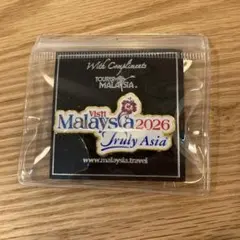 With Compliments
TOURISM
MALAYSIA
Visit
Malaysia 2026
Truly Asia
www.malaysia.travel